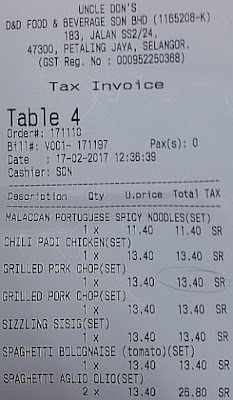 UNCLE DON'S
D&D FOOD & BEVERAGE SDN BHD (1165208-K)
183, JALAN SS2/24,
47300, PETALING JAYA, SELANGOR.
(GST Reg. No : 000952250368)
Tax Invoice
Table 4
Order#: 171110
Bill#: V001- 171197 Pax(s): 0
Date : 17-02-2017 12:36:39
Cashier: SON
Description Qty U.price Total TAX
MALACCAN PORTUGUESE SPICY NOODLES(SET)
1 x 11.40 11.40 SR
CHILI PADI CHICKEN(SET)
1 x 13.40 13.40 SR
GRILLED PORK CHOP(SET)
1 x 13.40 13.40 SR
GRILLED PORK CHOP(SET)
1 x 13.40 13.40 SR
SIZZLING SISIG(SET)
1 x 13.40 13.40 SR
SPAGHETTI BOLOGNAISE (tomato)(SET)
1 x 13.40 13.40 SR
SPAGHETTI AGLIO OLIO(SET)
2 x 13.40 26.80 SR